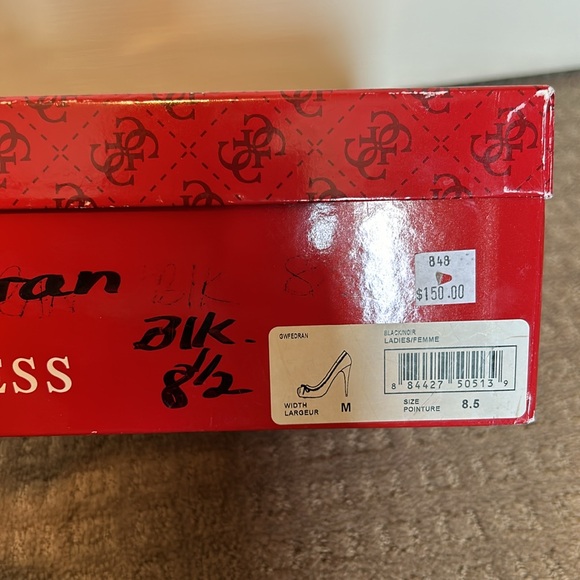 848
$150.00
ran
Blk
8
Blk.
8 1/2
ESS
GWFEDRAN
BLACK/NOIR
LADIES/FEMME
8 84427 50513 9
WIDTH
LARGEUR M
SIZE
POINTURE 8.5